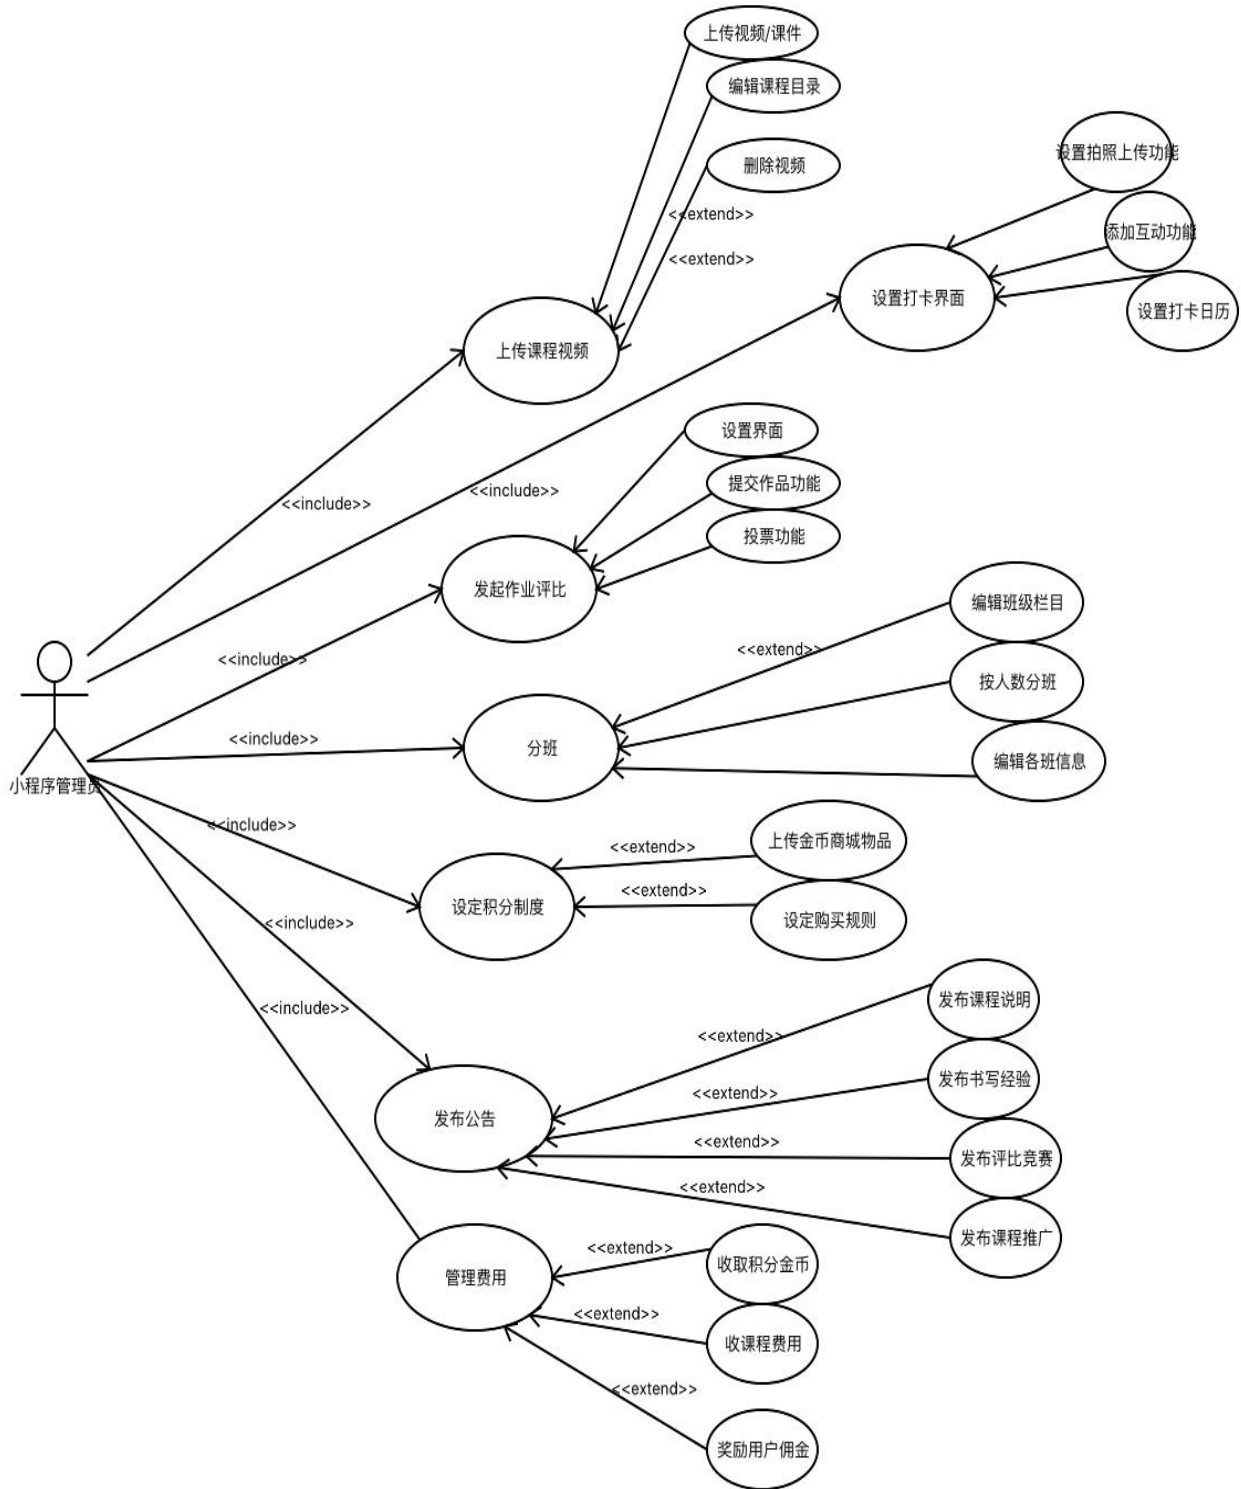 上传视频/课件
编辑课程目录
设置拍照上传功能
删除视频
<<extend>>
添加互动功能
<<extend>>
设置打卡界面
设置打卡日历
上传课程视频
设置界面
提交作品功能
<<include>>
<<include>>
投票功能
发起作业评比
编辑班级栏目
<<include>>
<<extend>>
按人数分班
<<include>>
分班
编辑各班信息
小程序管理员
<<include>>
<<extend>>
上传金币商城物品
<<extend>>
设定积分制度
设定购买规则
<<include>>
发布课程说明
<<include>>
<<extend>>
发布书写经验
<<extend>>
发布公告
<<extend>>
发布评比竞赛
<<extend>>
发布课程推广
<<extend>>
收取积分金币
管理费用
<<extend>>
收课程费用
<<extend>>
奖励用户佣金